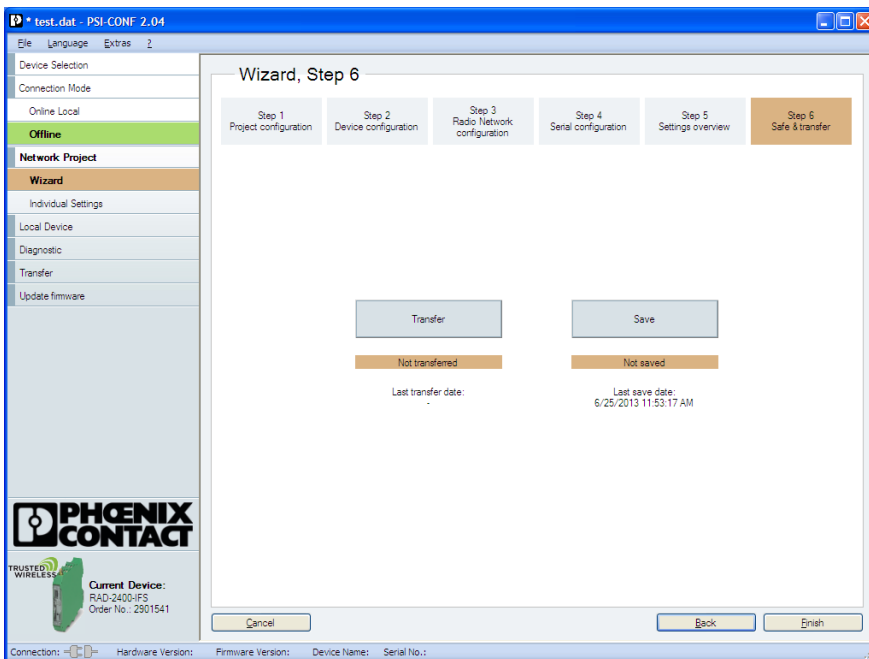 * test.dat - PSI-CONF 2.04
File Language Extras ?
Device Selection
Connection Mode
Online Local
Offline
Network Project
Wizard
Individual Settings
Local Device
Diagnostic
Transfer
Update firmware
Wizard, Step 6
Step 1
Project configuration
Step 2
Device configuration
Step 3
Radio Network
configuration
Step 4
Serial configuration
Step 5
Settings overview
Step 6
Safe & transfer
Transfer
Save
Not transferred
Not saved
Last transfer date:
-
Last save date:
6/25/2013 11:53:17 AM
PHŒNIX
CONTACT
TRUSTED
WIRELESS
Current Device:
RAD-2400-IFS
Order No.: 2901541
Cancel
Back
Finish
Connection: Hardware Version: Firmware Version: Device Name: Serial No.: